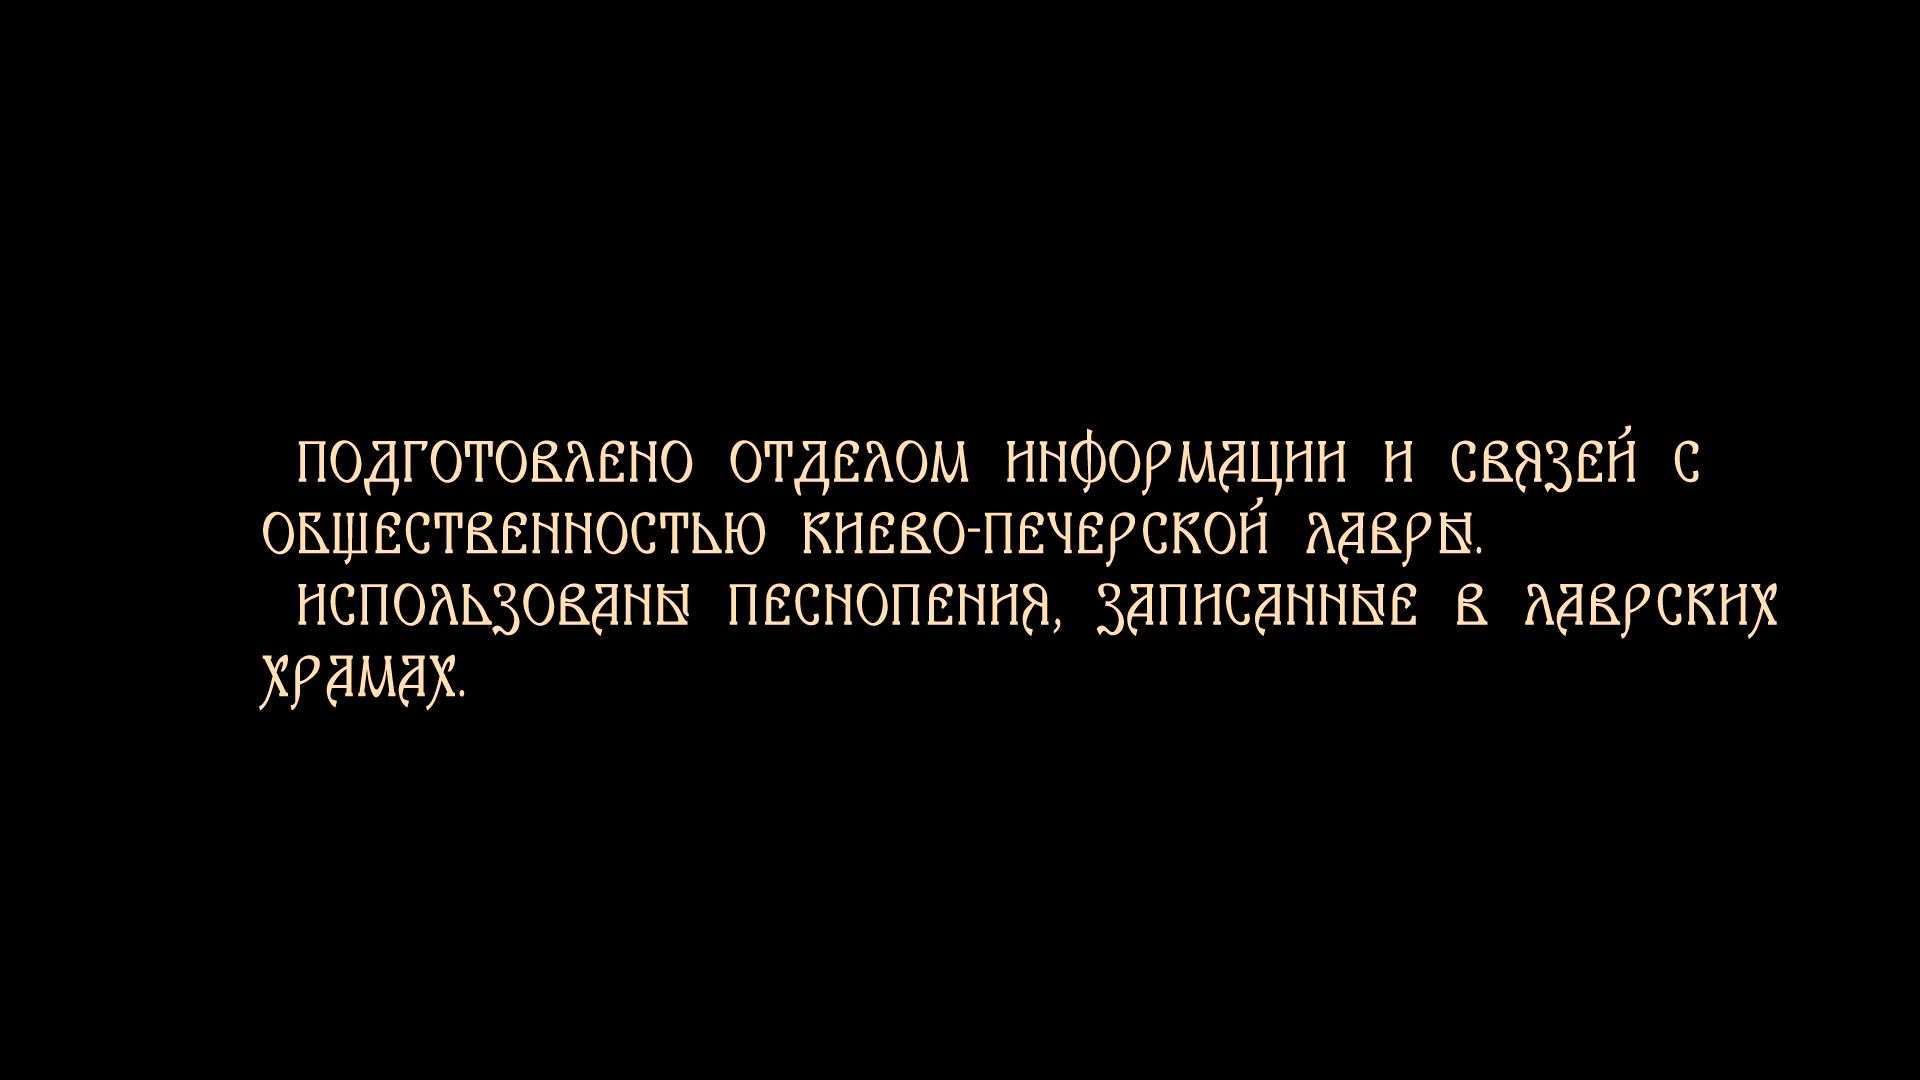 ПОДГОТОВЛЕНО ОТДЕЛОМ ИНФОРМАЦИИ И СВЯЗЕЙ С
ОБЩЕСТВЕННОСТЬЮ КИЕВО-ПЕЧЕРСКОЙ ЛАВРЫ.
ИСПОЛЬЗОВАНЫ ПЕСНОПЕНИЯ, ЗАПИСАННЫЕ В ЛАВРСКИХ
ХРАМАХ.